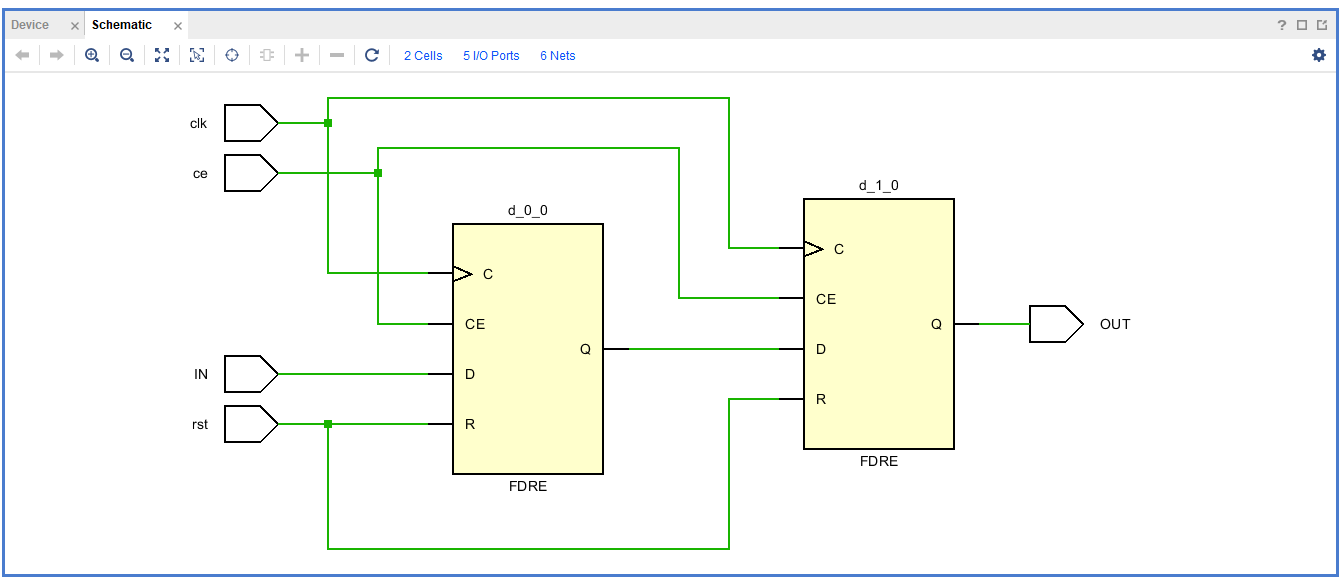 Device
Schematic
?
2 Cells 5 I/O Ports 6 Nets
clk
ce
d_1_0
d_0_0
C
C
CE
CE
Q
OUT
Q
D
IN
D
R
rst
R
FDRE
FDRE